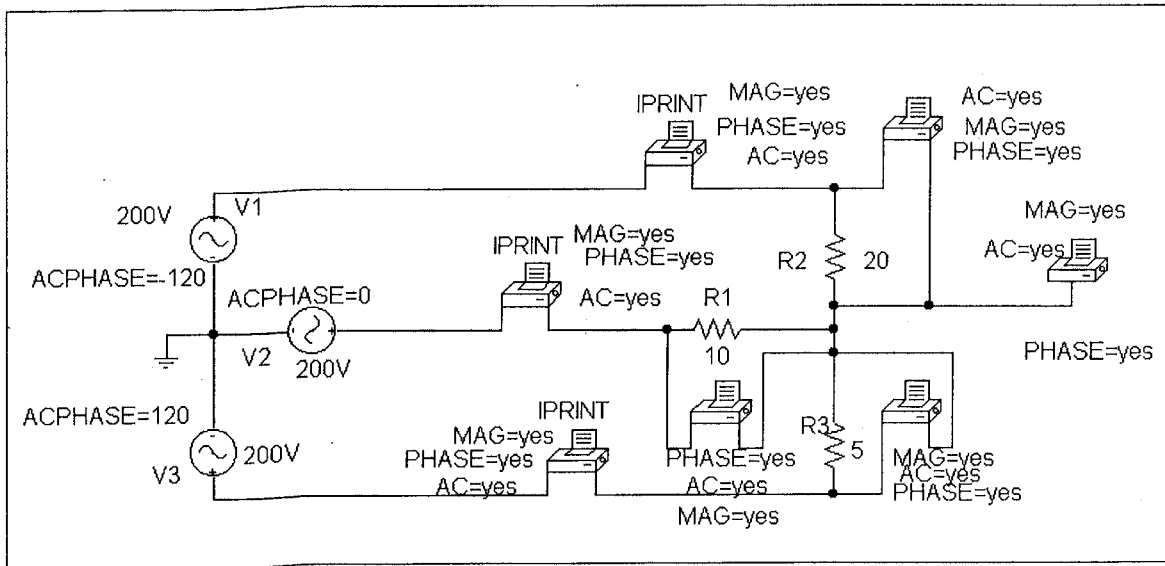 MAG=yes
AC=yes
IPRINT
PHASE=yes
MAG=yes
AC=yes
PHASE=yes
200V
V1
MAG=yes
IPRINT
MAG=yes
PHASE=yes
AC=yes
R2
20
ACPHASE=-120
ACPHASE=0
AC=yes
R1
V2
200V
10
PHASE=yes
ACPHASE=120
IPRINT
200V
MAG=yes
R3
V3
PHASE=yes
PHASE=yes
5
MAG=yes
AC=yes
AC=yes
AC=yes
PHASE=yes
MAG=yes